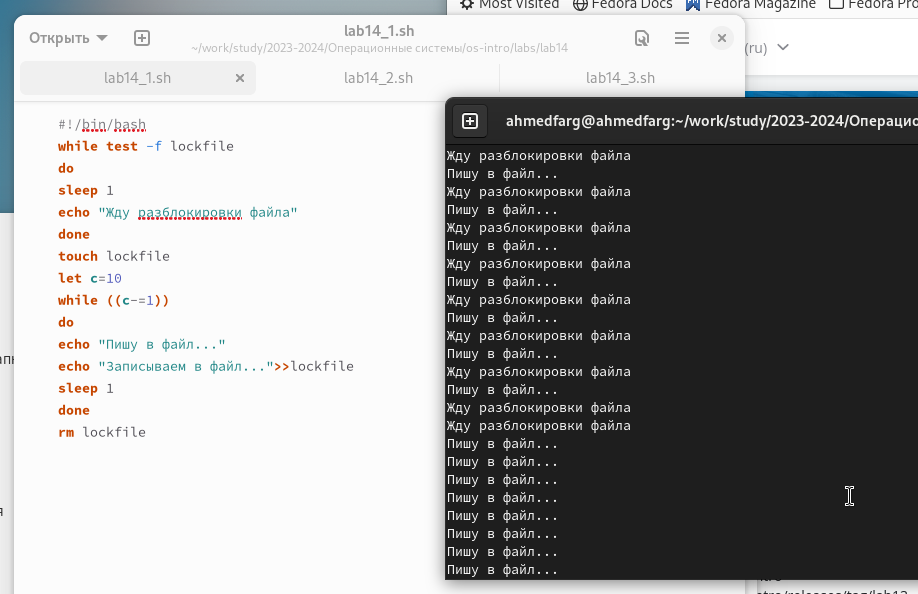 Most Visited Fedora Docs Fedora Magazine Fedora Pro
Открыть
lab14_1.sh
~/work/study/2023-2024/Операционные системы/os-intro/labs/lab14
(ru)
lab14_1.sh lab14_2.sh lab14_3.sh
#!/bin/bash
while test -f lockfile
do
sleep 1
echo "Жду разблокировки файла"
done
touch lockfile
let c=10
while ((c-=1))
do
echo "Пишу в файл..."
echo "Записываем в файл...">>lockfile
sleep 1
done
rm lockfile
ahmedfarg@ahmedfarg:~/work/study/2023-2024/Операцио
Жду разблокировки файла
Пишу в файл...
Жду разблокировки файла
Пишу в файл...
Жду разблокировки файла
Пишу в файл...
Жду разблокировки файла
Пишу в файл...
Жду разблокировки файла
Пишу в файл...
Жду разблокировки файла
Пишу в файл...
Жду разблокировки файла
Пишу в файл...
Жду разблокировки файла
Жду разблокировки файла
Пишу в файл...
Пишу в файл...
Пишу в файл...
Пишу в файл...
Пишу в файл...
Пишу в файл...
Пишу в файл...
Пишу в файл...